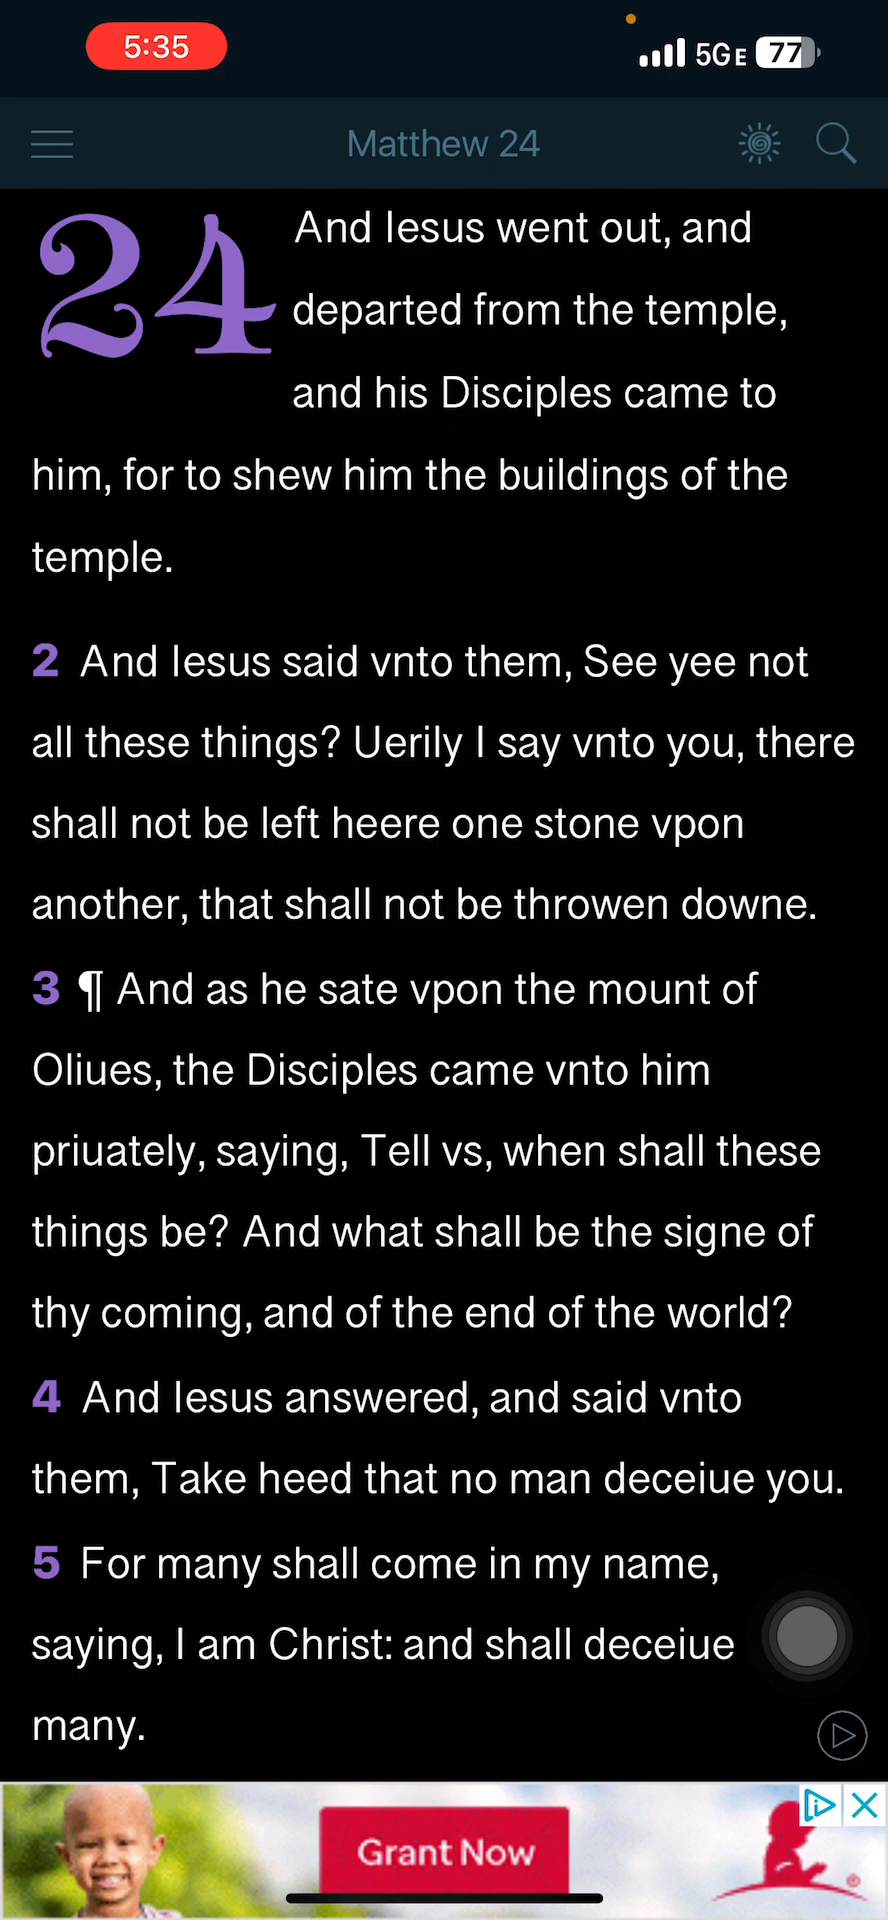 5:35
5GE 77
Matthew 24
24 And Iesus went out, and
departed from the temple,
and his Disciples came to
him, for to shew him the buildings of the
temple.
2 And Iesus said vnto them, See yee not
all these things? Uerily I say vnto you, there
shall not be left heere one stone vpon
another, that shall not be throwen downe.
3 ¶ And as he sate vpon the mount of
Oliues, the Disciples came vnto him
priuately, saying, Tell vs, when shall these
things be? And what shall be the signe of
thy coming, and of the end of the world?
4 And Iesus answered, and said vnto
them, Take heed that no man deceiue you.
5 For many shall come in my name,
saying, I am Christ: and shall deceiue
many.
Grant Now
®